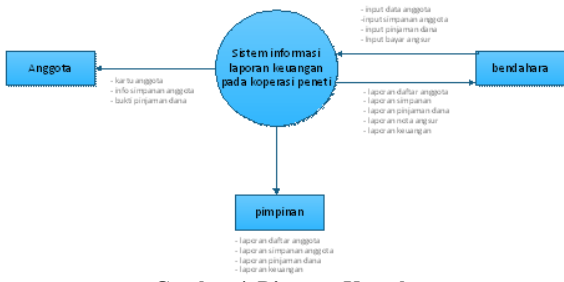 - input data anggota
-input simpanan anggota
- input pinjaman dana
- Input bayar angsur
Sistem informasi
laporan keuangan
pada koperasi peneti
Anggota
bendahara
- kartu anggota
- info simpanan anggota
- bukti pinjaman dana
- laporan daftar anggota
- laporan simpanan
- laporan pinjaman dana
- laporan nota angsur
- laporan keuangan
pimpinan
- laporan daftar anggota
- laporan simpanan anggota
- laporan pinjaman dana
- laporan keuangan